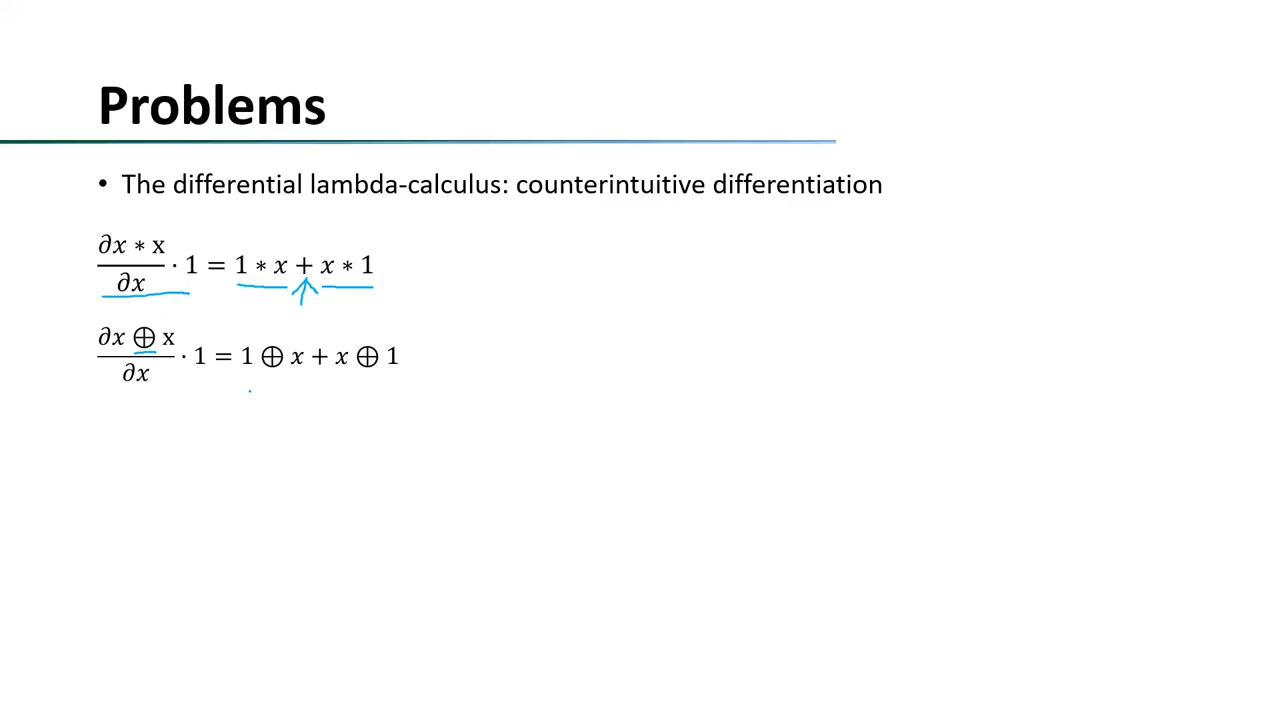 Problems
• The differential lambda-calculus: counterintuitive differentiation
∂x ∗ x / ∂x · 1 = 1 ∗ x + x ∗ 1
∂x ⊕ x / ∂x · 1 = 1 ⊕ x + x ⊕ 1